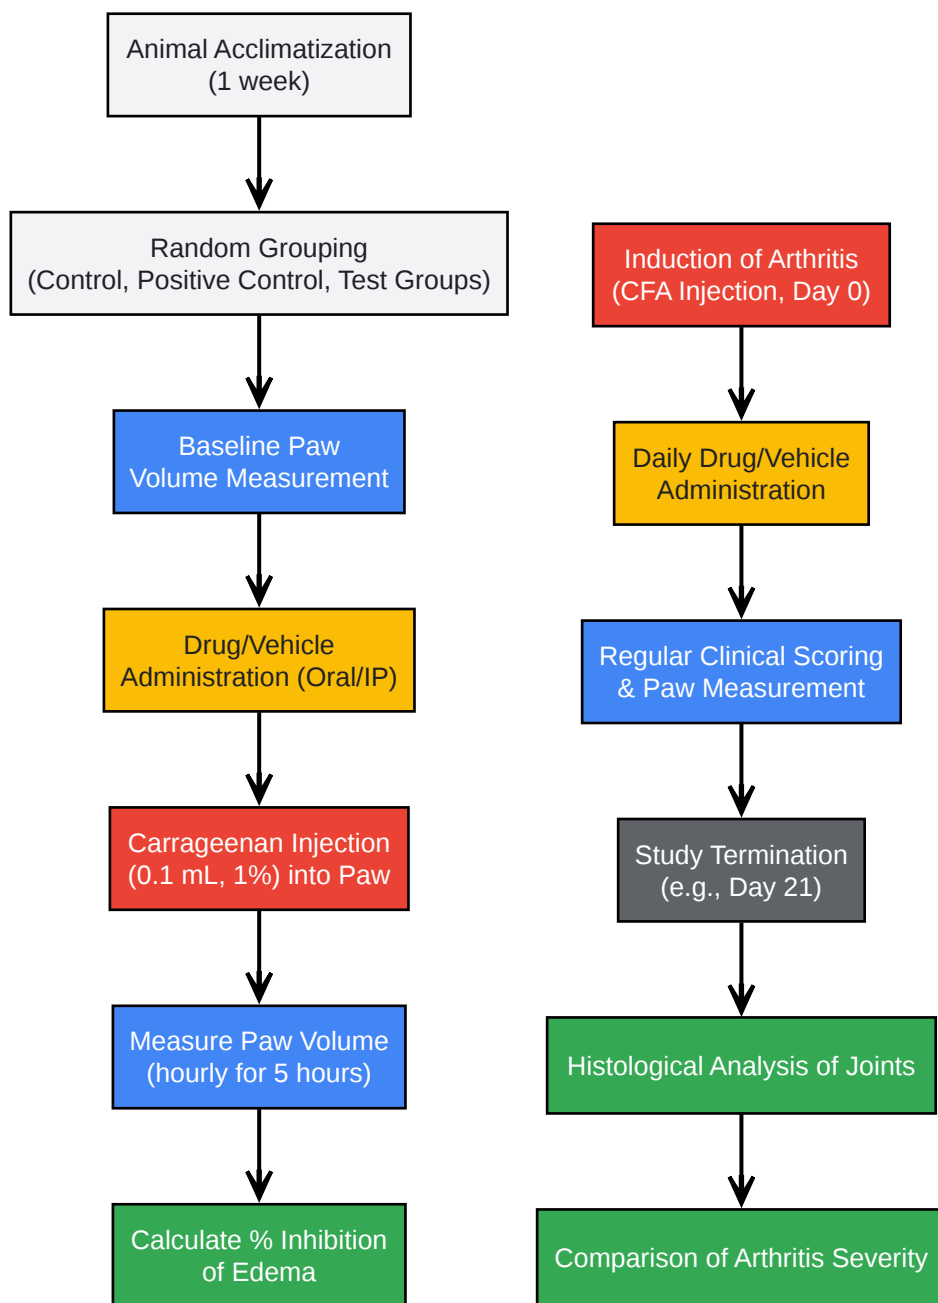 Animal Acclimatization
(1 week)
Random Grouping
(Control, Positive Control, Test Groups)
Baseline Paw
Volume Measurement
Drug/Vehicle
Administration (Oral/IP)
Carrageenan Injection
(0.1 mL, 1%) into Paw
Measure Paw Volume
(hourly for 5 hours)
Calculate % Inhibition
of Edema
Induction of Arthritis
(CFA Injection, Day 0)
Daily Drug/Vehicle
Administration
Regular Clinical Scoring
& Paw Measurement
Study Termination
(e.g., Day 21)
Histological Analysis of Joints
Comparison of Arthritis Severity